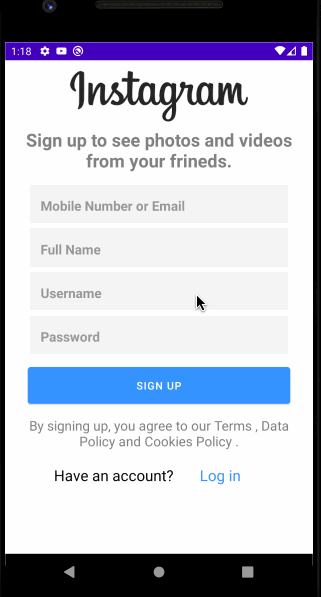 1:18
Instagram
Sign up to see photos and videos
from your frineds.
Mobile Number or Email
Full Name
Username
Password
SIGN UP
By signing up, you agree to our Terms , Data
Policy and Cookies Policy .
Have an account? Log in